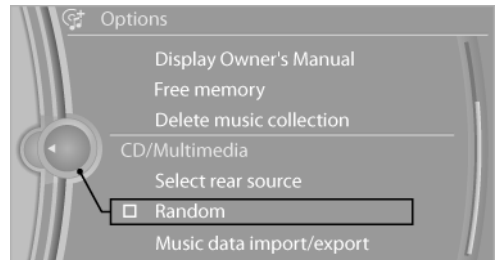 Options
Display Owner's Manual
Free memory
Delete music collection
CD/Multimedia
Select rear source
Random
Music data import/export